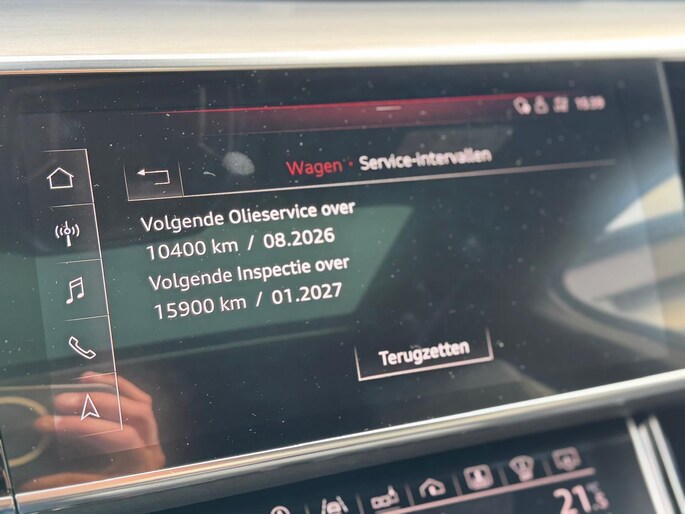 Wagen · Service-intervallen
Volgende Olieservice over
10400 km / 08.2026
Volgende Inspectie over
15900 km / 01.2027
Terugzetten